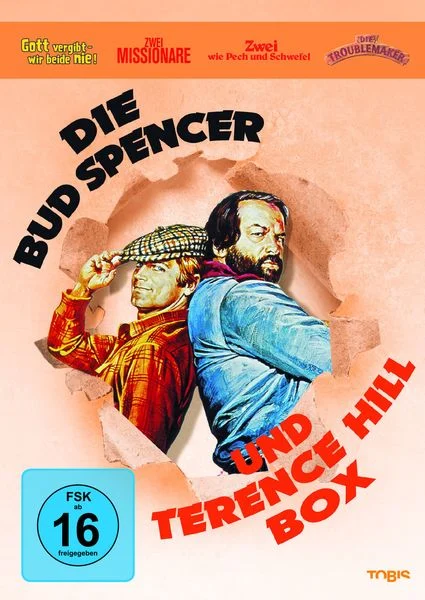 Gott vergibt –
wir beide nie!
ZWEI
MISSIONARE
Zwei
wie Pech und Schwefel
DIE
TROUBLEMAKER
DIE
BUD SPENCER
UND
TERENCE HILL
BOX
FSK
ab
16
freigegeben
TOBIS